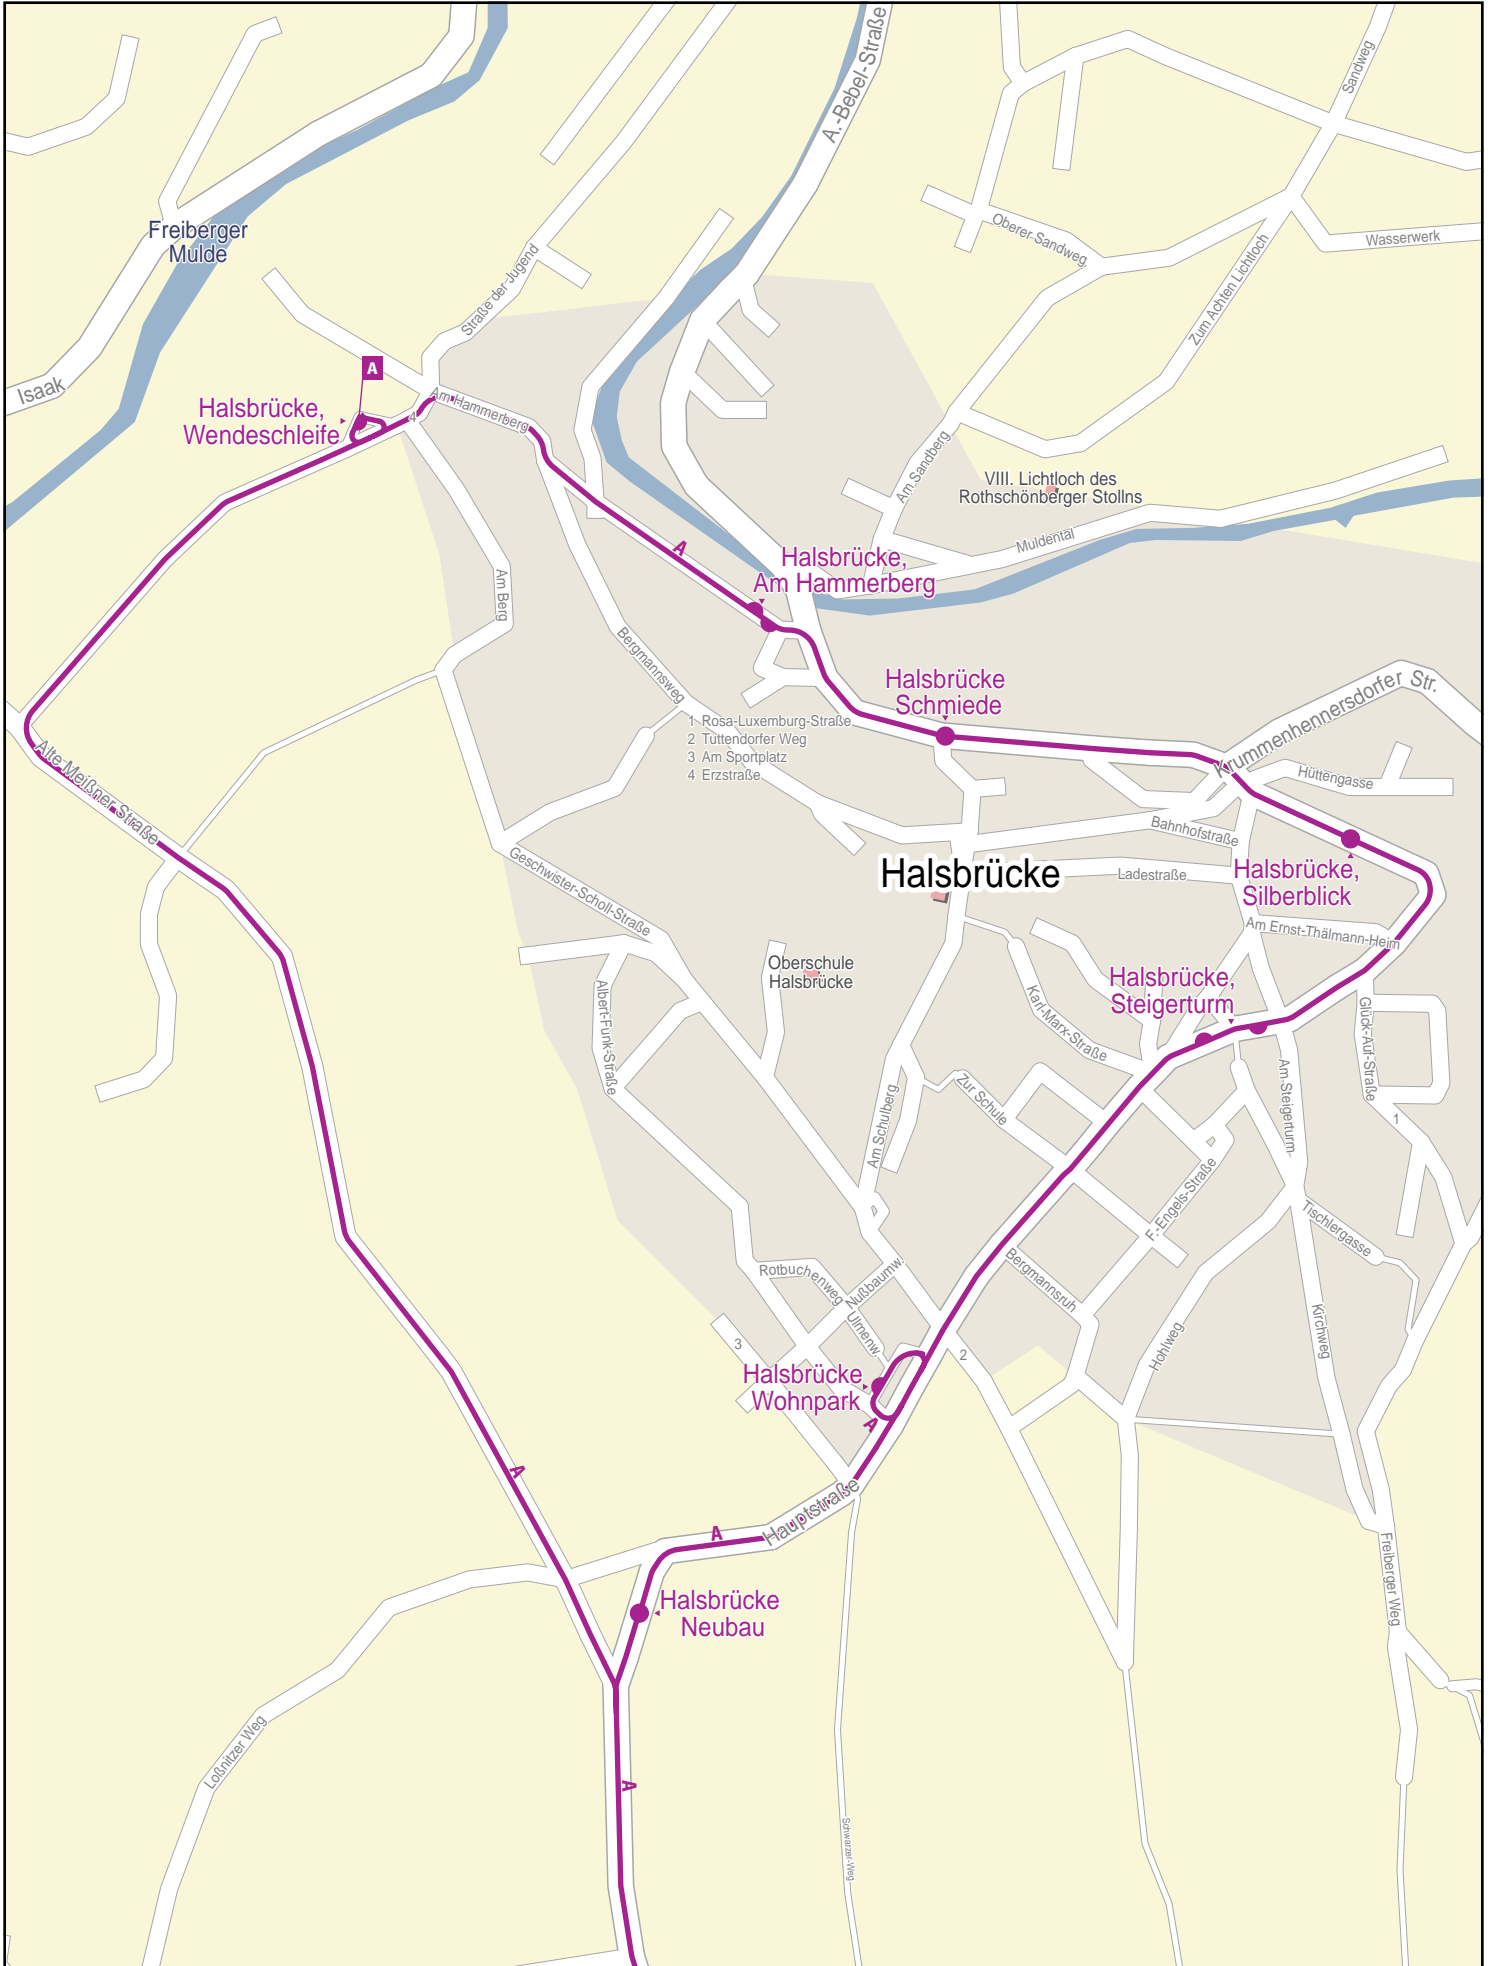 A.-Bebel-Straße
Sandweg
Freiberger
Mulde
Oberer-Sandweg
Wasserwerk
Straße der Jugend
Zum Achten Lichtloch
Isaak
A
Halsbrücke,
Wendeschleife
4
Am Hammerberg
Am Sandberg
VIII. Lichtloch des
Rothschönberger Stollns
Muldental
A
Halsbrücke,
Am Hammerberg
Am Berg
Bergmannsweg
Halsbrücke
Schmiede
Krummenhennersdorfer Str.
1 Rosa-Luxemburg-Straße
2 Tuttendorfer Weg
3 Am Sportplatz
4 Erzstraße
Alte Meißner Straße
Hüttengasse
Bahnhofstraße
Geschwister-Scholl-Straße
Halsbrücke
Ladestraße
Halsbrücke,
Silberblick
Am Ernst-Thälmann-Heim
Oberschule
Halsbrücke
Halsbrücke,
Steigerturm
Albert-Funk-Straße
Karl-Marx-Straße
Glück-Auf-Straße
Zur Schule
Am Schulberg
Am-Steigerturm
1
F.-Engels-Straße
Tischlergasse
Rotbuchenweg
Nußbaumw.
Bergmannsruh
Ulmenw.
Hohlweg
Kirchweg
3
2
Halsbrücke
Wohnpark
A
A
Hauptstraße
A
Halsbrücke
Neubau
Freiberger Weg
Loßnitzer Weg
A
Schwarzer-Weg